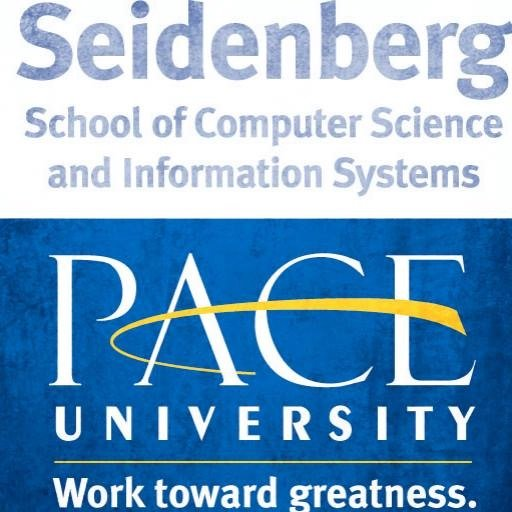 Seidenberg
School of Computer Science
and Information Systems
PACE
UNIVERSITY
Work toward greatness.